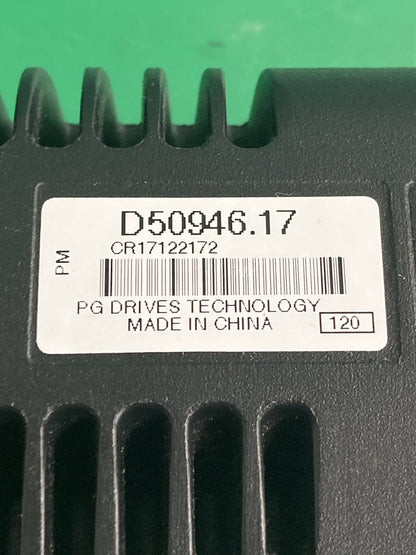 D50946.17
CR17122172
PM
PG DRIVES TECHNOLOGY
MADE IN CHINA
120